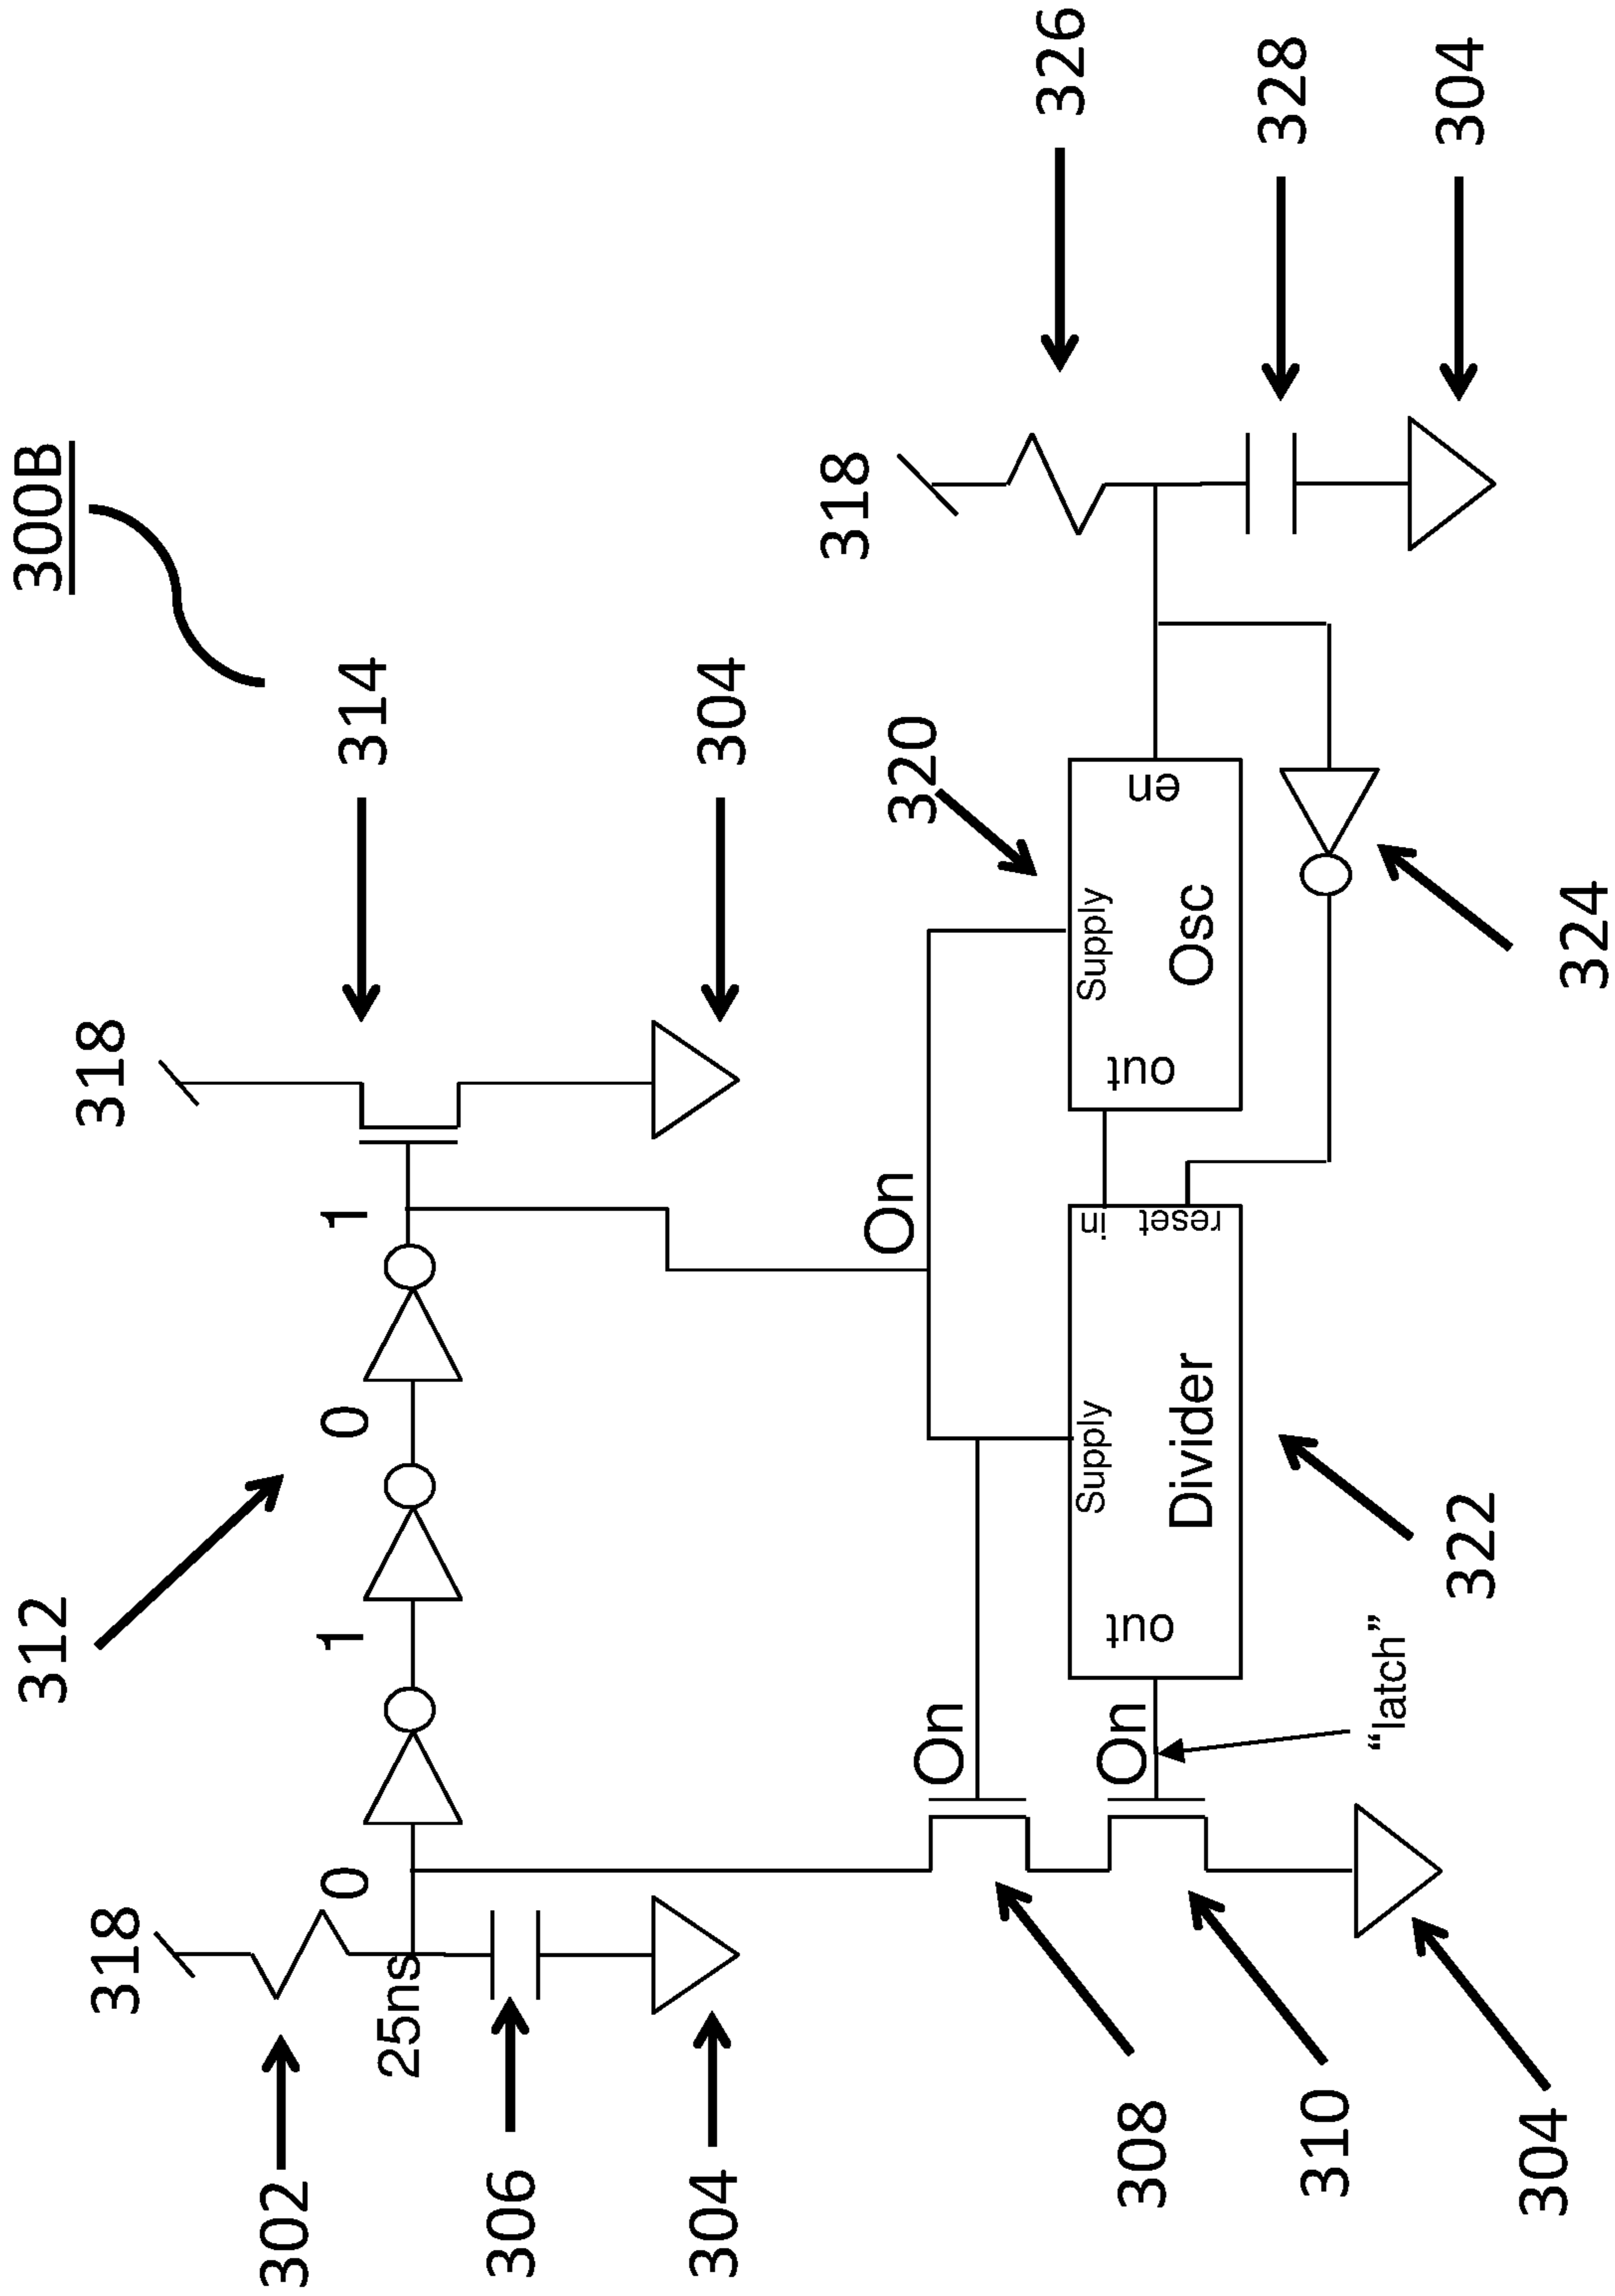 300B
312
314
318
318
302
0
1
0
1
25ns
306
304
304
On
On
On
"latch"
308
310
304
Supply
out
Divider
in
reset
322
320
Supply
out
Osc
en
324
318
326
328
304